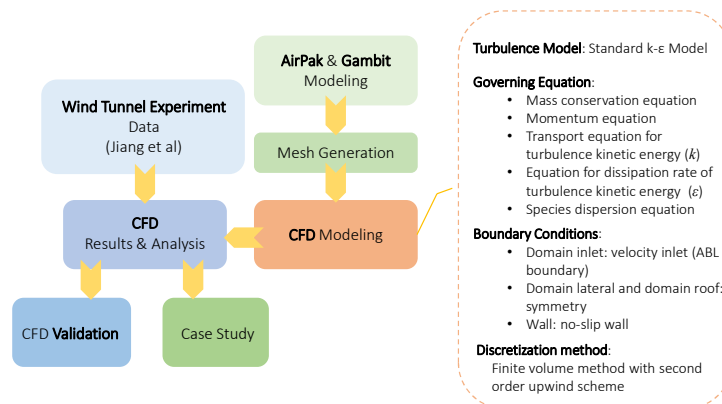 AirPak & Gambit
Modeling
Wind Tunnel Experiment
Data
(Jiang et al)
Mesh Generation
CFD
Results & Analysis
CFD Modeling
CFD Validation
Case Study
Turbulence Model: Standard k-ε Model
Governing Equation:
• Mass conservation equation
• Momentum equation
• Transport equation for
turbulence kinetic energy (k)
• Equation for dissipation rate of
turbulence kinetic energy (ε)
• Species dispersion equation
Boundary Conditions:
• Domain inlet: velocity inlet (ABL
boundary)
• Domain lateral and domain roof:
symmetry
• Wall: no-slip wall
Discretization method:
Finite volume method with second
order upwind scheme